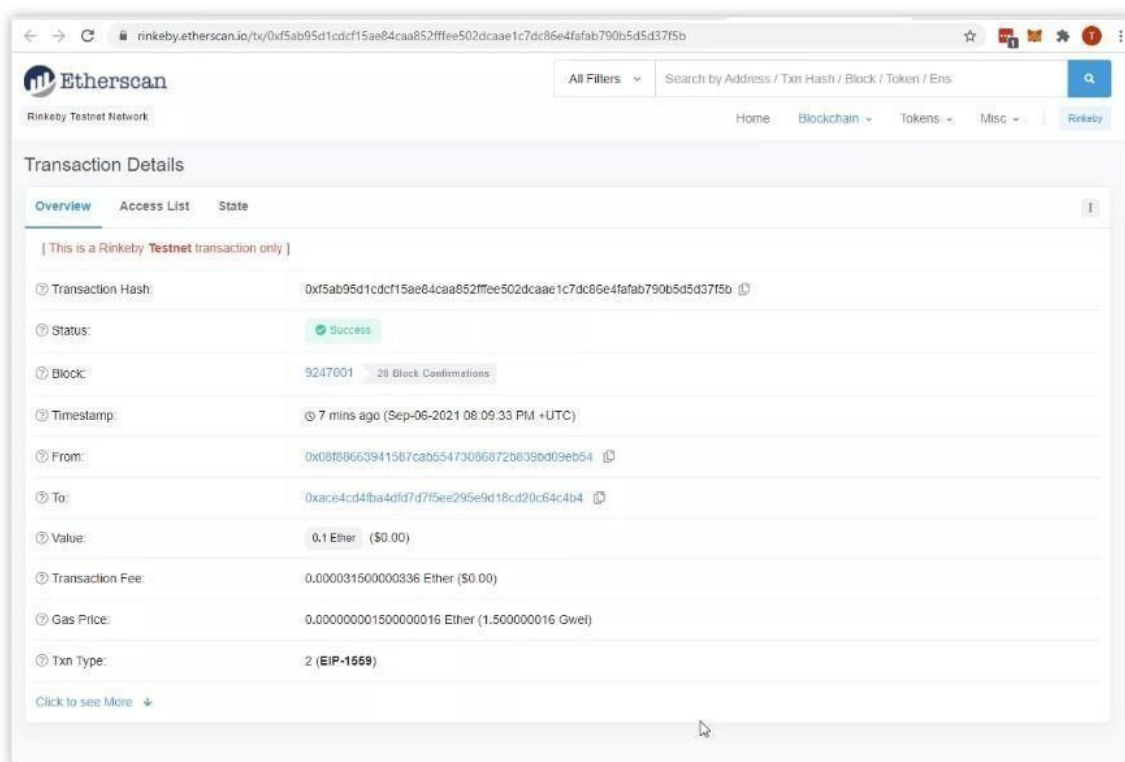 rinkeby.etherscan.io/tx/0xf5ab95d1cdcf15ae84caa852fffee502dcaae1c7dc86e4fafab790b5d5d37f5b
T
Etherscan
All Filters
Search by Address / Txn Hash / Block / Token / Ens
Rinkeby Testnet Network
Home Blockchain Tokens Misc Rinkeby
Transaction Details
Overview Access List State
[ This is a Rinkeby Testnet transaction only ]
Transaction Hash: 0xf5ab95d1cdcf15ae84caa852fffee502dcaae1c7dc86e4fafab790b5d5d37f5b
Status: Success
Block: 9247001 28 Block Confirmations
Timestamp: 7 mins ago (Sep-06-2021 08:09:33 PM +UTC)
From: 0x08f88663941587cab55473086872b839bd09eb54
To: 0xace4cd4fba4dfd7d7f5ee295e9d18cd20c64c4b4
Value: 0.1 Ether ($0.00)
Transaction Fee: 0.000031500000336 Ether ($0.00)
Gas Price: 0.000000001500000016 Ether (1.500000016 Gwei)
Txn Type: 2 (EIP-1559)
Click to see More